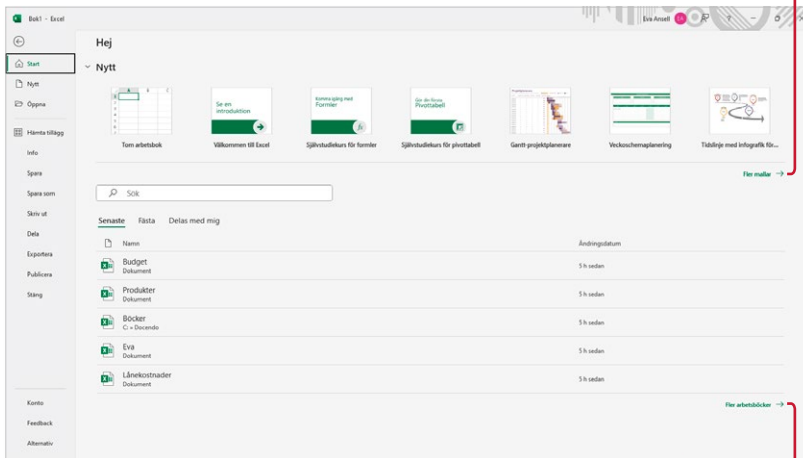 Bok1 - Excel
Eva Ansell
EA
Start
Nytt
Öppna
Hämta tillägg
Info
Spara
Spara som
Skriv ut
Dela
Exportera
Publicera
Stäng
Konto
Feedback
Alternativ
Hej
Nytt
Se en
introduktion
Komma igång med
Formler
fx
Gör din första
Pivottabell
Tom arbetsbok
Välkommen till Excel
Självstudiekurs för formler
Självstudiekurs för pivottabell
Gantt-projektplanerare
Veckoschemaplanering
Tidslinje med infografik för...
Fler mallar →
Sök
Senaste Fästa Delas med mig
Namn Ändringsdatum
Budget
Dokument
5 h sedan
Produkter
Dokument
5 h sedan
Böcker
C: » Docendo
5 h sedan
Eva
Dokument
5 h sedan
Lånekostnader
Dokument
5 h sedan
Fler arbetsböcker →